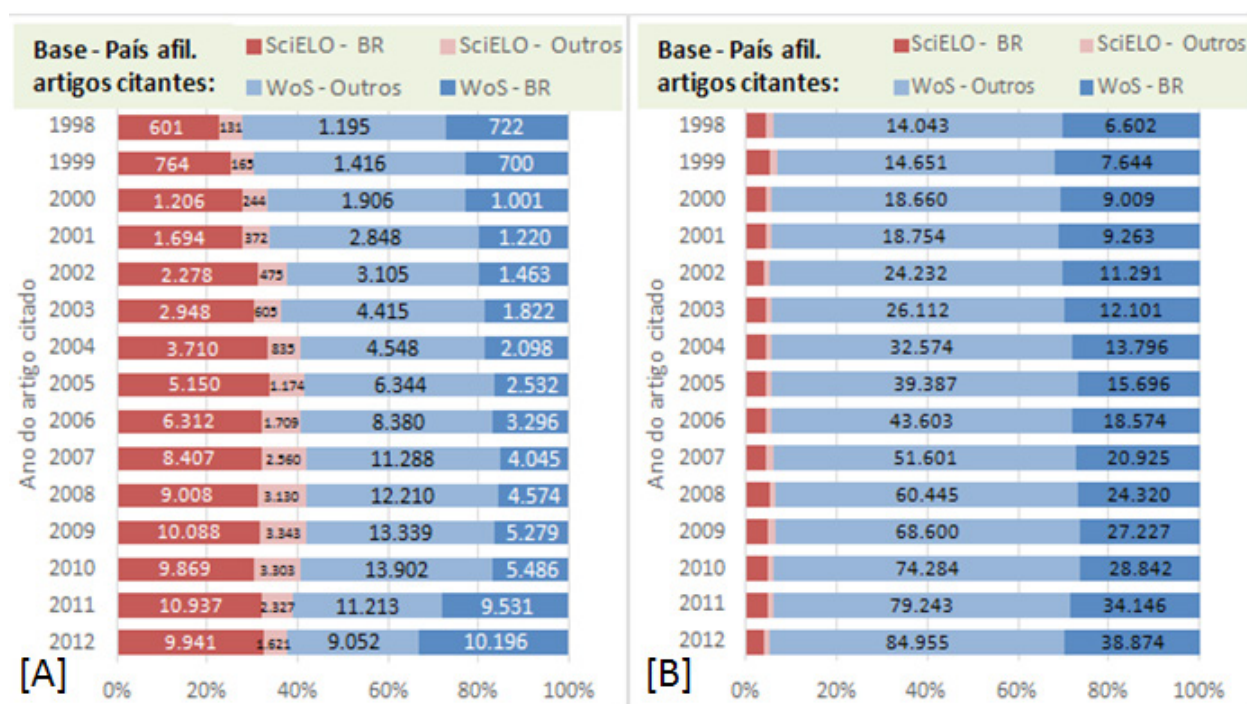 Base - País afil. SciELO - BR SciELO - Outros
artigos citantes: WoS - Outros WoS - BR
Ano do artigo citado
1998 601 131 1.195 722
1999 764 165 1.416 700
2000 1.206 244 1.906 1.001
2001 1.694 372 2.848 1.220
2002 2.278 475 3.105 1.463
2003 2.948 605 4.415 1.822
2004 3.710 835 4.548 2.098
2005 5.150 1.174 6.344 2.532
2006 6.312 1.709 8.380 3.296
2007 8.407 2.560 11.288 4.045
2008 9.008 3.130 12.210 4.574
2009 10.088 3.343 13.339 5.279
2010 9.869 3.303 13.902 5.486
2011 10.937 2.327 11.213 9.531
2012 9.941 1.621 9.052 10.196
[A] 0% 20% 40% 60% 80% 100%
Base - País afil. SciELO - BR SciELO - Outros
artigos citantes: WoS - Outros WoS - BR
Ano do artigo citado
1998 14.043 6.602
1999 14.651 7.644
2000 18.660 9.009
2001 18.754 9.263
2002 24.232 11.291
2003 26.112 12.101
2004 32.574 13.796
2005 39.387 15.696
2006 43.603 18.574
2007 51.601 20.925
2008 60.445 24.320
2009 68.600 27.227
2010 74.284 28.842
2011 79.243 34.146
2012 84.955 38.874
[B] 0% 20% 40% 60% 80% 100%